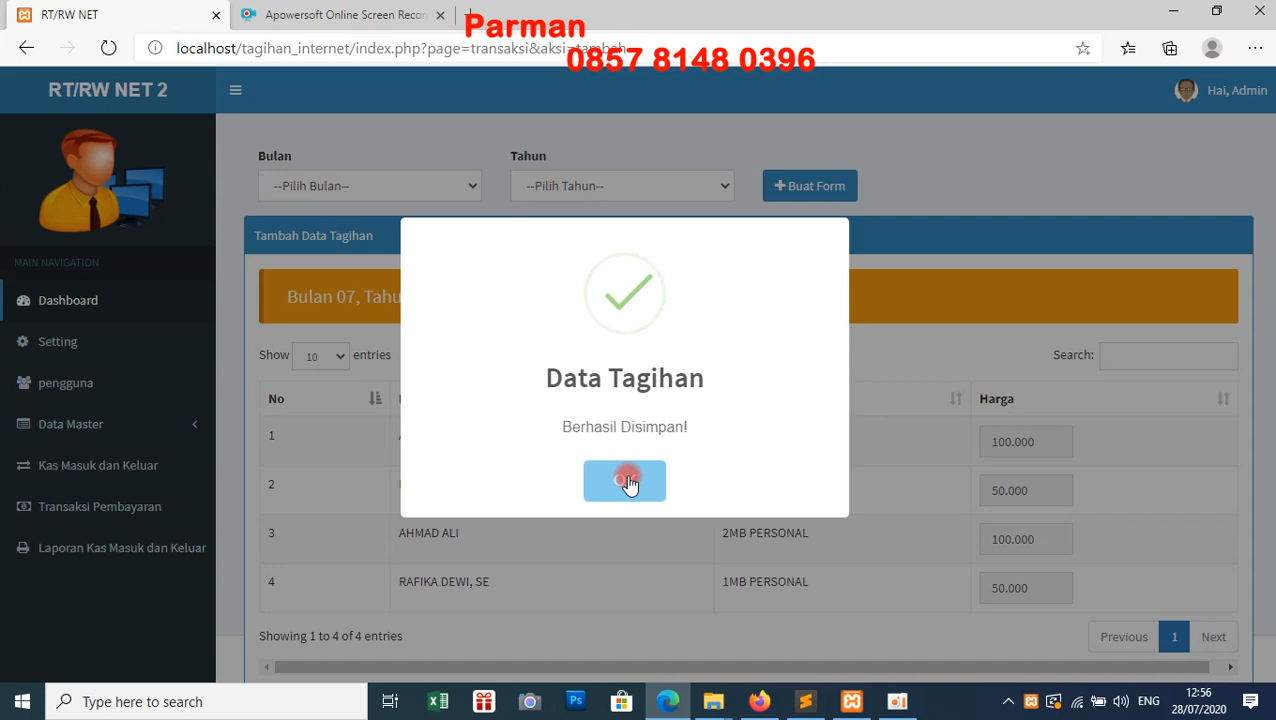 RT/RW NET
Apowersoft Online Screen Recor
Parman
0857 8148 0396
localhost/tagihan_internet/index.php?page=transaksi&aksi=tambah
RT/RW NET 2
Hai, Admin
Bulan
Tahun
--Pilih Bulan--
--Pilih Tahun--
Buat Form
Tambah Data Tagihan
MAIN NAVIGATION
Dashboard
Setting
pengguna
Data Master
Kas Masuk dan Keluar
Transaksi Pembayaran
Laporan Kas Masuk dan Keluar
Bulan 07, Tahu
Show 10 entries
Search:
No
Harga
1
100.000
2
50.000
3 AHMAD ALI 2MB PERSONAL 100.000
4 RAFIKA DEWI, SE 1MB PERSONAL 50.000
Showing 1 to 4 of 4 entries
Previous 1 Next
Data Tagihan
Berhasil Disimpan!
Type here to search
ENG
12:56
28/07/2020